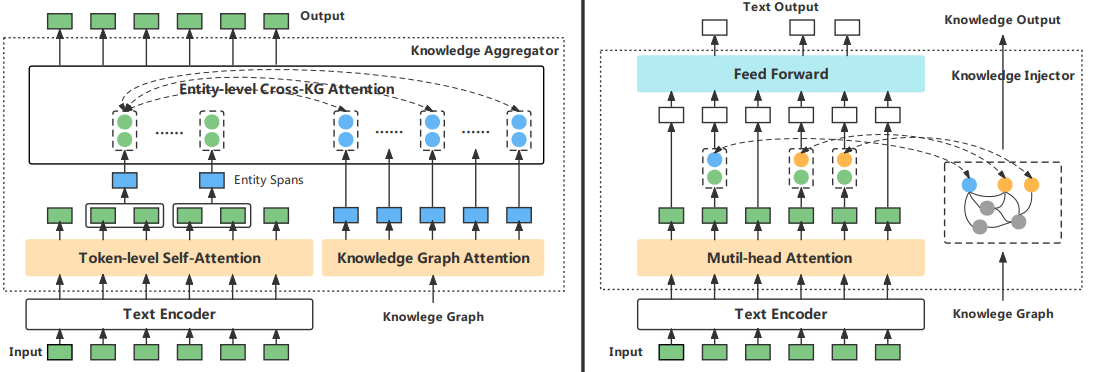 Output
Knowledge Aggregator
Entity-level Cross-KG Attention
......
......
......
Entity Spans
Token-level Self-Attention
Knowledge Graph Attention
Text Encoder
Knowlege Graph
Input
Text Output
Knowledge Output
Feed Forward
Knowledge Injector
Mutil-head Attention
Text Encoder
Knowlege Graph
Input